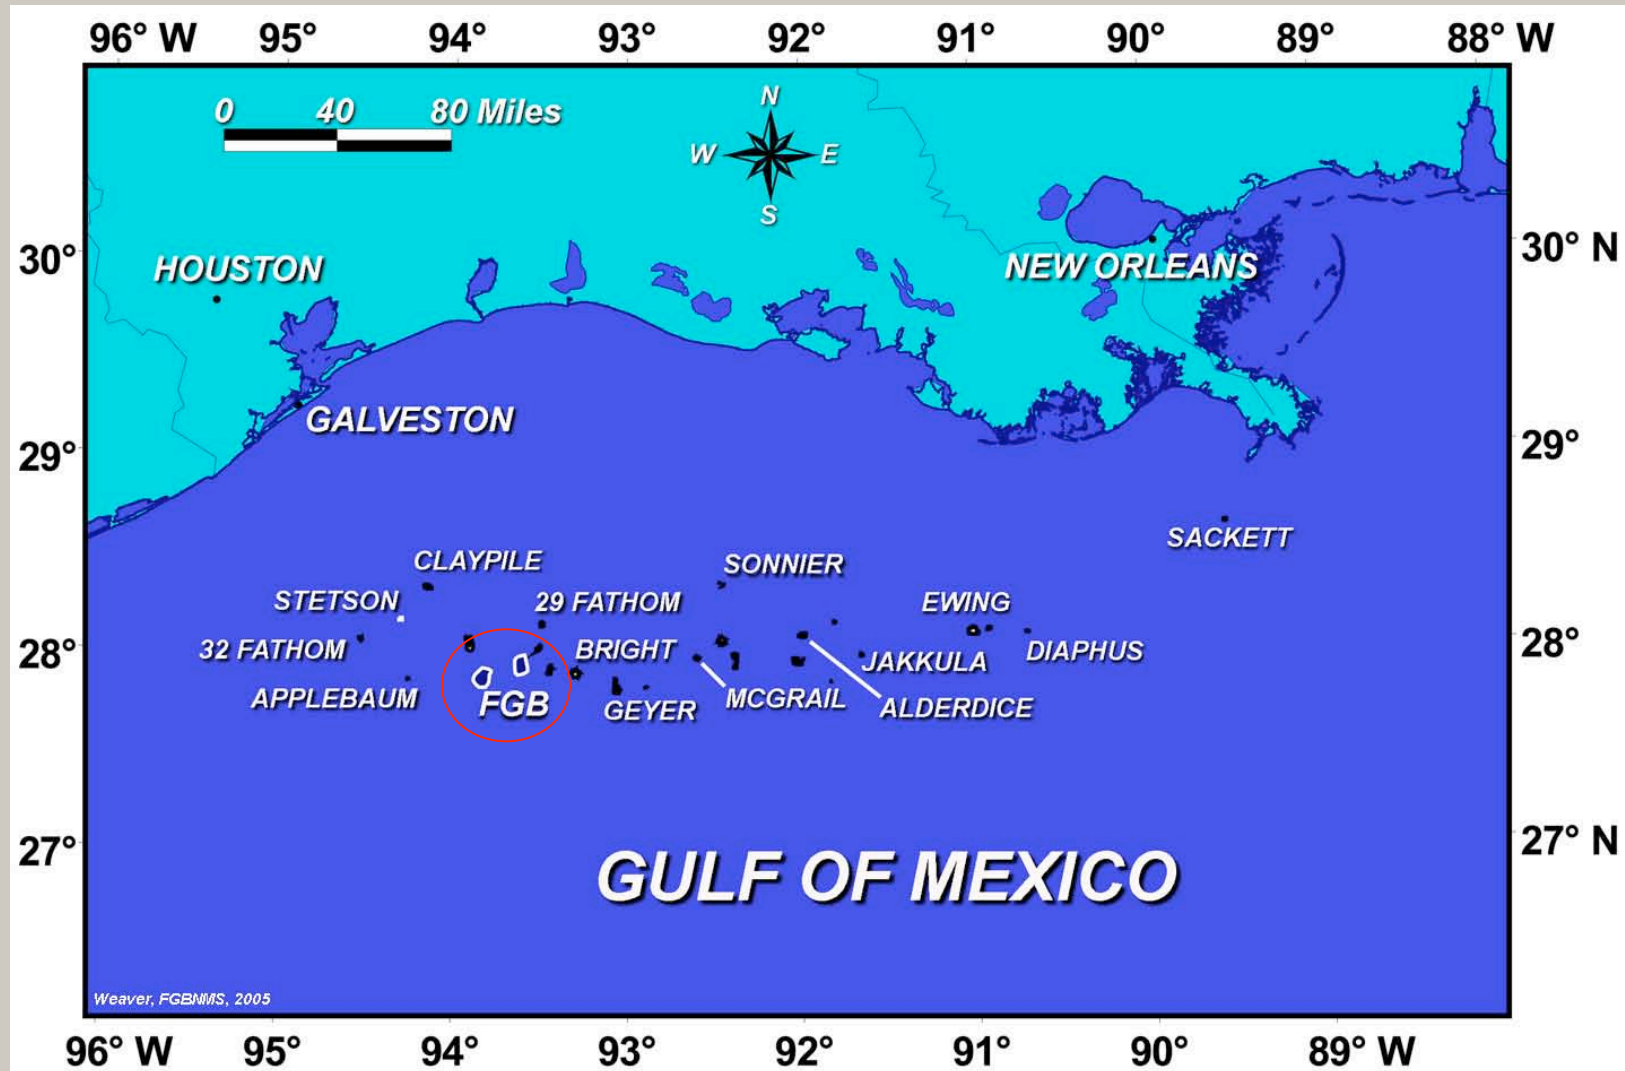 96° W 95° 94° 93° 92° 91° 90° 89° 88° W
0 40 80 Miles
N
W E
S
30° 30° N
HOUSTON
NEW ORLEANS
GALVESTON
29° 29°
SACKETT
CLAYPILE
SONNIER
STETSON
29 FATHOM
EWING
28° 28°
32 FATHOM
BRIGHT
JAKKULA
DIAPHUS
APPLEBAUM
FGB
GEYER
MCGRAIL
ALDERDICE
27° 27° N
GULF OF MEXICO
Weaver, FGBNMS, 2005
96° W 95° 94° 93° 92° 91° 90° 89° W